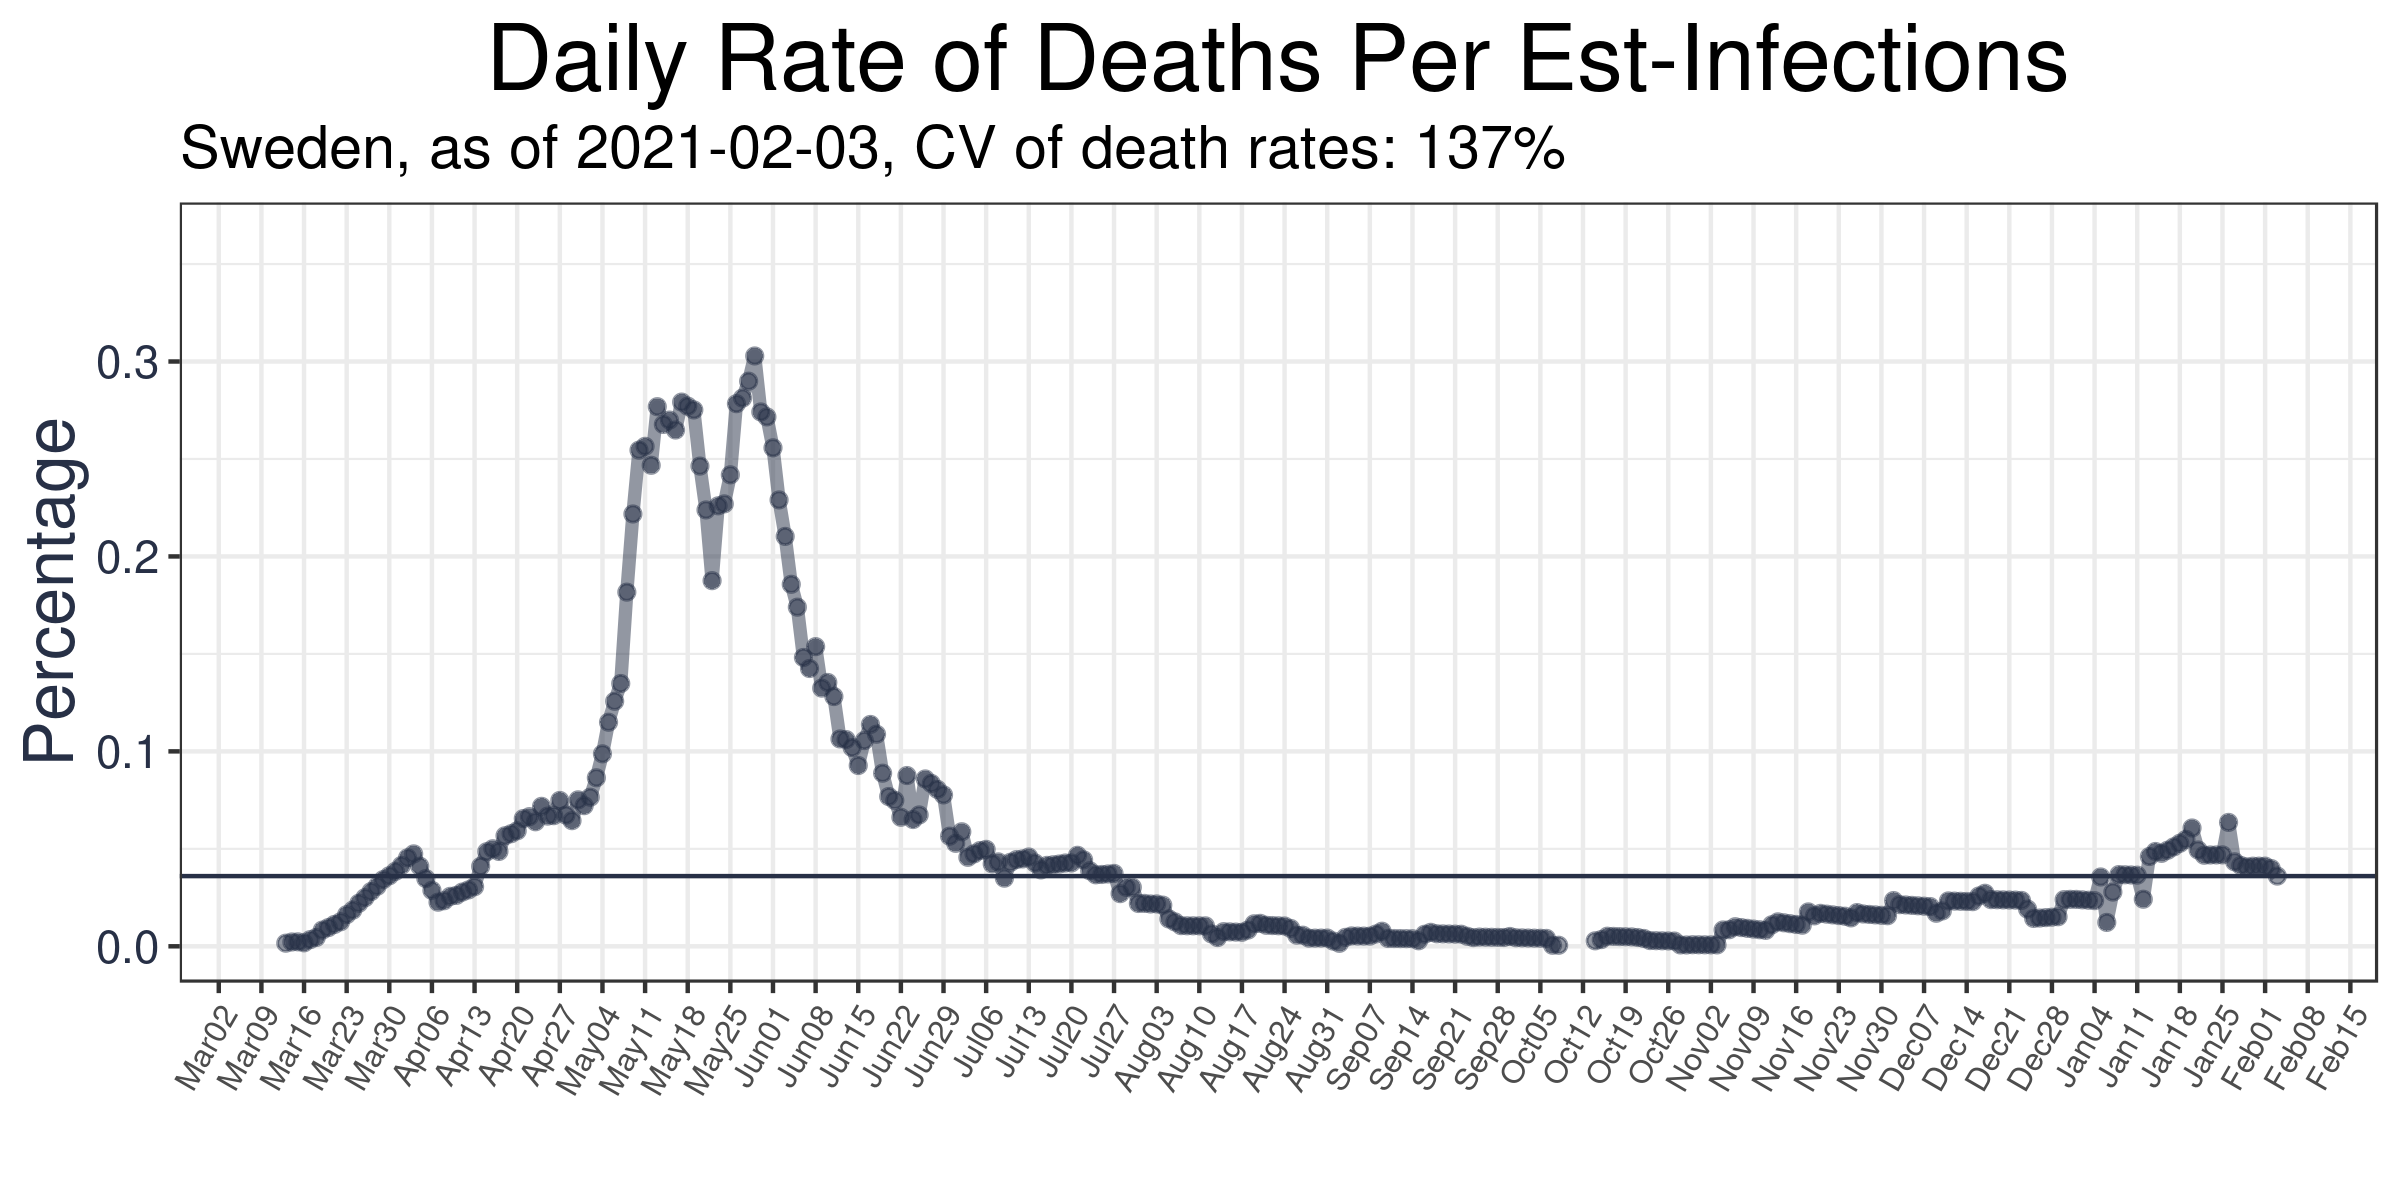 Daily Rate of Deaths Per Est-Infections
Sweden, as of 2021-02-03, CV of death rates: 137%
Percentage
0.3
0.2
0.1
0.0
Mar02 Mar09 Mar16 Mar23 Mar30 Apr06 Apr13 Apr20 Apr27 May04 May11 May18 May25 Jun01 Jun08 Jun15 Jun22 Jun29 Jul06 Jul13 Jul20 Jul27 Aug03 Aug10 Aug17 Aug24 Aug31 Sep07 Sep14 Sep21 Sep28 Oct05 Oct12 Oct19 Oct26 Nov02 Nov09 Nov16 Nov23 Nov30 Dec07 Dec14 Dec21 Dec28 Jan04 Jan11 Jan18 Jan25 Feb01 Feb08 Feb15